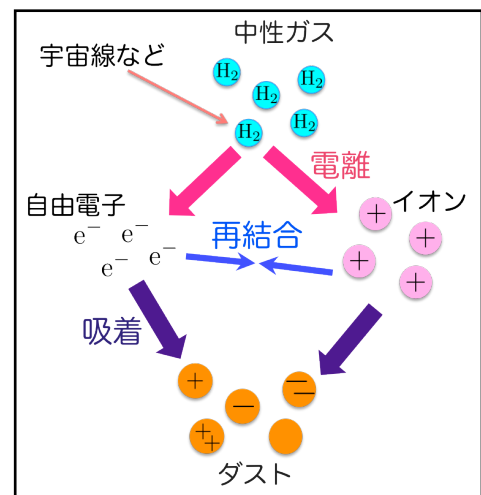 中性ガス
宇宙線など
H₂ H₂ H₂
H₂ H₂
電離
自由電子
イオン
e⁻ e⁻
e⁻ e⁻
+ +
+ +
再結合
吸着
+ − − −
+ +
ダスト